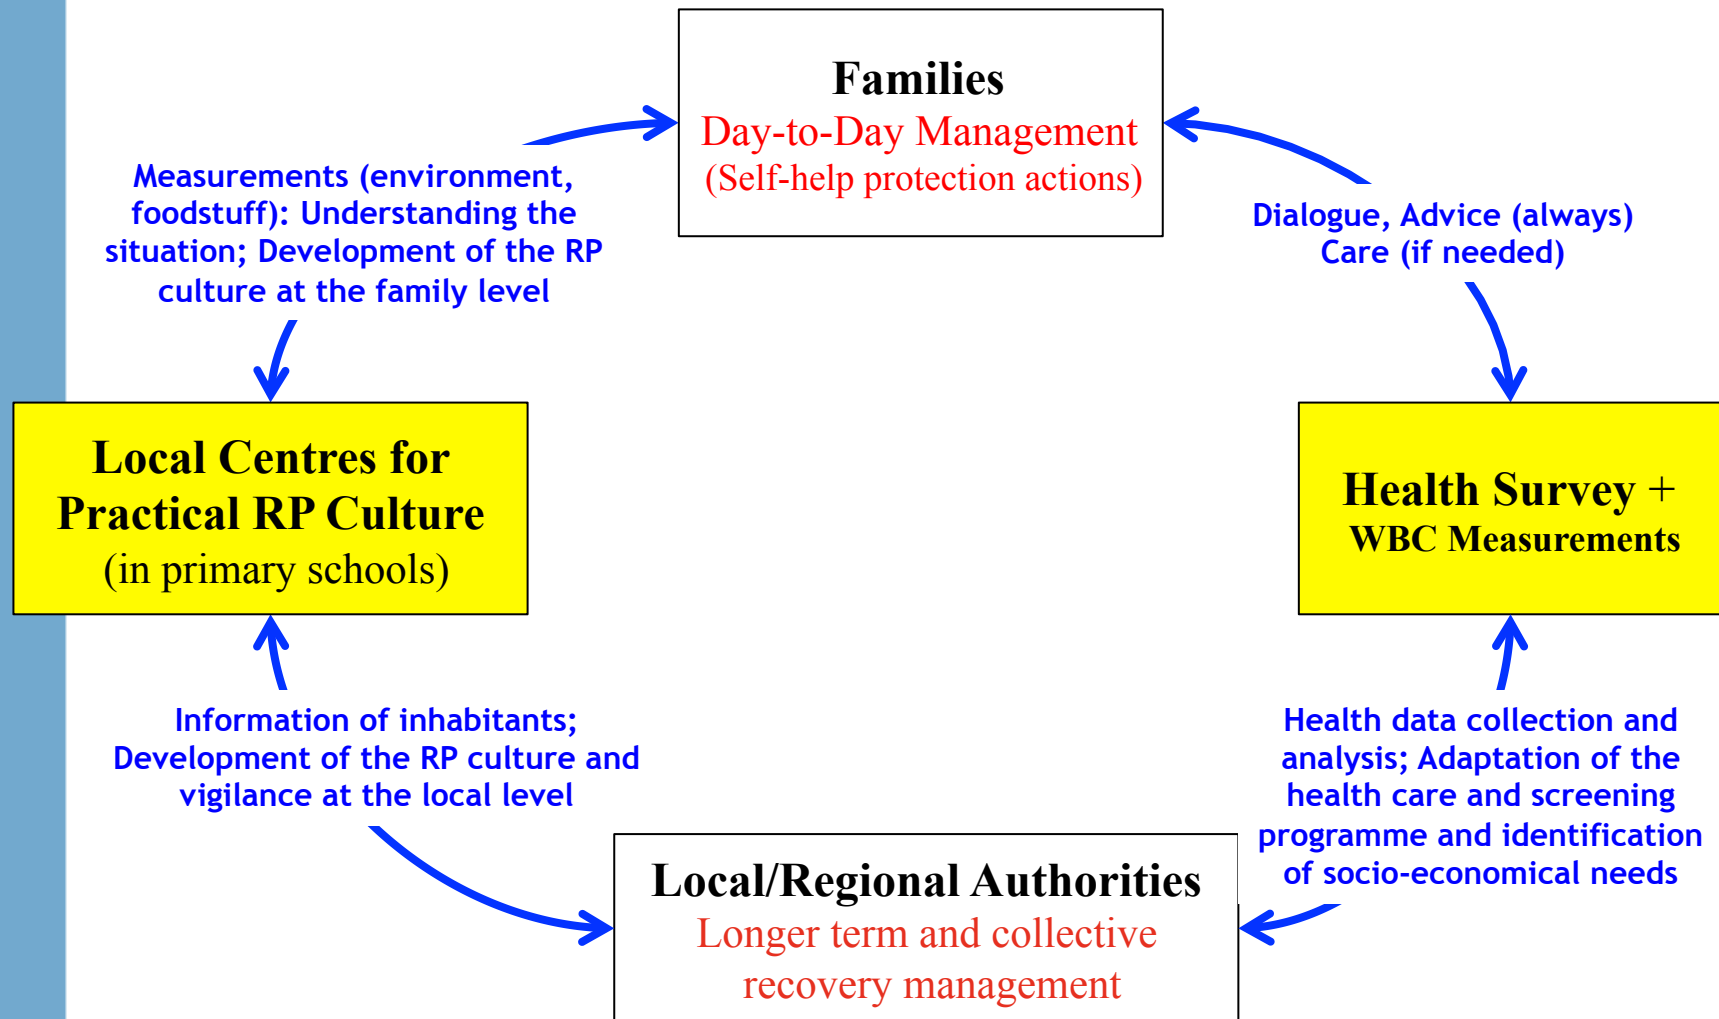 Families
Day-to-Day Management
(Self-help protection actions)
Measurements (environment,
foodstuff): Understanding the
situation; Development of the RP
culture at the family level
Dialogue, Advice (always)
Care (if needed)
Local Centres for
Practical RP Culture
(in primary schools)
Health Survey +
WBC Measurements
Information of inhabitants;
Development of the RP culture and
vigilance at the local level
Health data collection and
analysis; Adaptation of the
health care and screening
programme and identification
of socio-economical needs
Local/Regional Authorities
Longer term and collective
recovery management